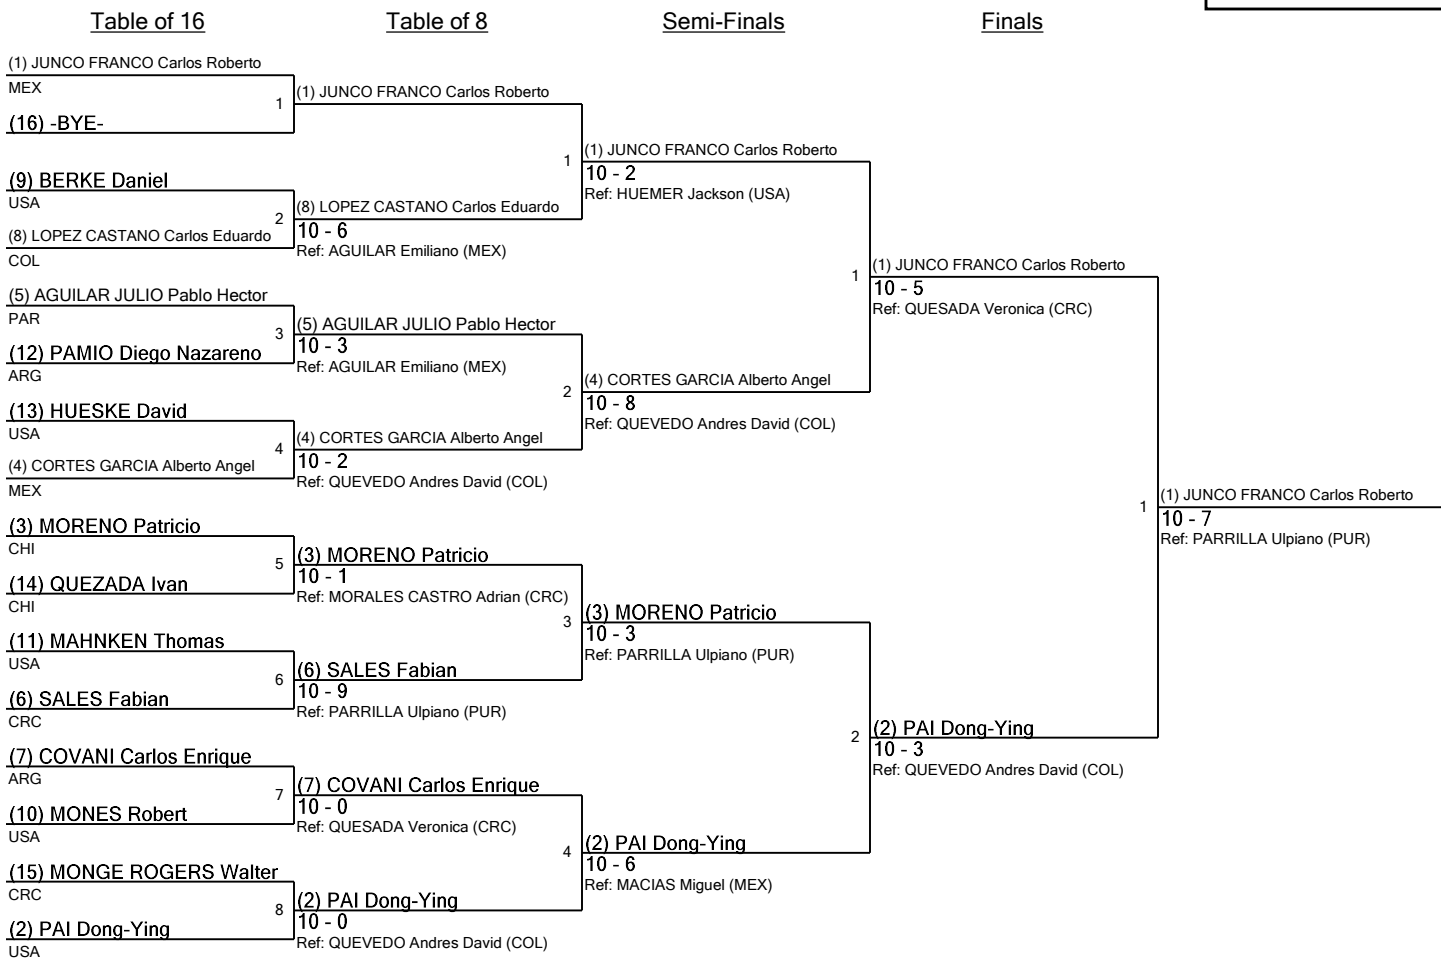 Table of 16
Table of 8
Semi-Finals
Finals
(1) JUNCO FRANCO Carlos Roberto
MEX
1
(16) -BYE-
(9) BERKE Daniel
USA
2
(8) LOPEZ CASTANO Carlos Eduardo
COL
(5) AGUILAR JULIO Pablo Hector
PAR
3
(12) PAMIO Diego Nazareno
ARG
(13) HUESKE David
USA
4
(4) CORTES GARCIA Alberto Angel
MEX
(3) MORENO Patricio
CHI
5
(14) QUEZADA Ivan
CHI
(11) MAHNKEN Thomas
USA
6
(6) SALES Fabian
CRC
(7) COVANI Carlos Enrique
ARG
7
(10) MONES Robert
USA
(15) MONGE ROGERS Walter
CRC
8
(2) PAI Dong-Ying
USA
(1) JUNCO FRANCO Carlos Roberto
1
(8) LOPEZ CASTANO Carlos Eduardo
10 - 6
Ref: AGUILAR Emiliano (MEX)
(5) AGUILAR JULIO Pablo Hector
10 - 3
Ref: AGUILAR Emiliano (MEX)
2
(4) CORTES GARCIA Alberto Angel
10 - 2
Ref: QUEVEDO Andres David (COL)
(3) MORENO Patricio
10 - 1
Ref: MORALES CASTRO Adrian (CRC)
3
(6) SALES Fabian
10 - 9
Ref: PARRILLA Ulpiano (PUR)
(7) COVANI Carlos Enrique
10 - 0
Ref: QUESADA Veronica (CRC)
4
(2) PAI Dong-Ying
10 - 0
Ref: QUEVEDO Andres David (COL)
(1) JUNCO FRANCO Carlos Roberto
10 - 2
Ref: HUEMER Jackson (USA)
1
(4) CORTES GARCIA Alberto Angel
10 - 8
Ref: QUEVEDO Andres David (COL)
(3) MORENO Patricio
10 - 3
Ref: PARRILLA Ulpiano (PUR)
2
(2) PAI Dong-Ying
10 - 6
Ref: MACIAS Miguel (MEX)
(1) JUNCO FRANCO Carlos Roberto
10 - 5
Ref: QUESADA Veronica (CRC)
1
(2) PAI Dong-Ying
10 - 3
Ref: QUEVEDO Andres David (COL)
(1) JUNCO FRANCO Carlos Roberto
10 - 7
Ref: PARRILLA Ulpiano (PUR)